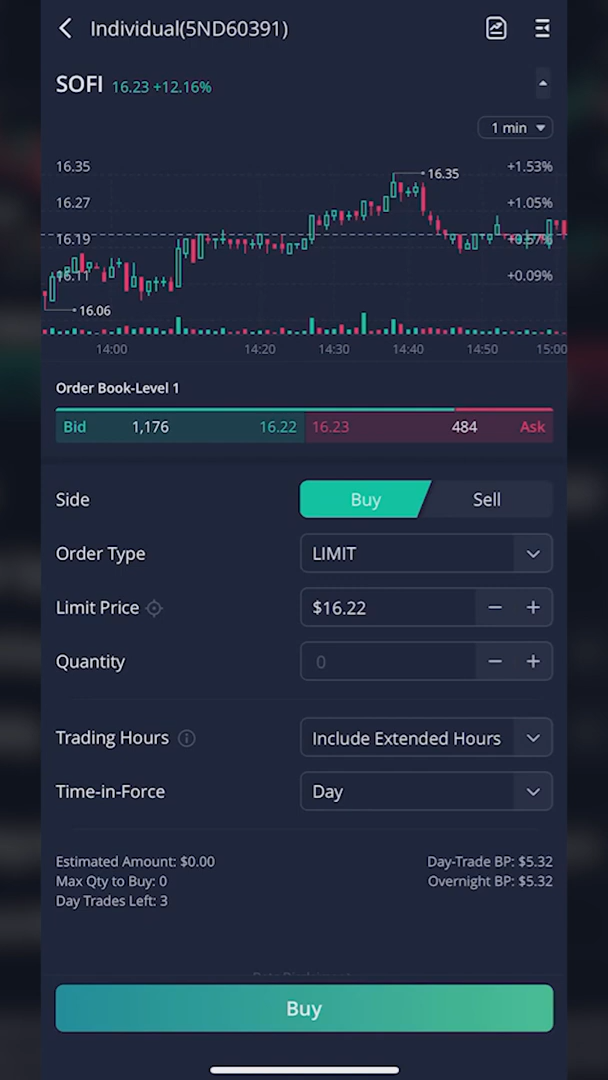 Individual(5ND60391)
SOFI 16.23 +12.16%
1 min
16.35 16.35 +1.53%
16.27 +1.05%
16.19 +0.57%
16.11 +0.09%
16.06
14:00 14:20 14:30 14:40 14:50 15:00
Order Book-Level 1
Bid 1,176 16.22 16.23 484 Ask
Side Buy Sell
Order Type LIMIT
Limit Price $16.22
Quantity 0
Trading Hours Include Extended Hours
Time-in-Force Day
Estimated Amount: $0.00 Day-Trade BP: $5.32
Max Qty to Buy: 0 Overnight BP: $5.32
Day Trades Left: 3
Buy